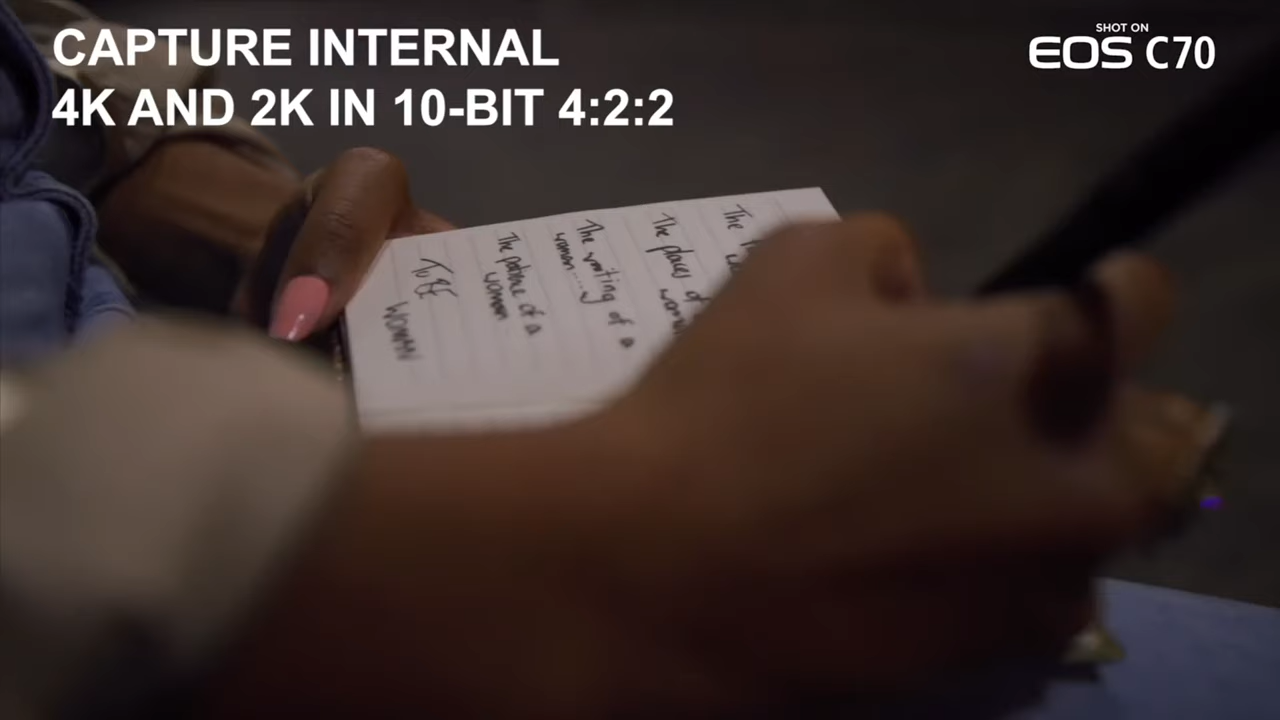 CAPTURE INTERNAL
4K AND 2K IN 10-BIT 4:2:2
SHOT ON
EOS C70
TO BE
WOMAN
The of a
woman
The writing of a
woman....
The places of
The